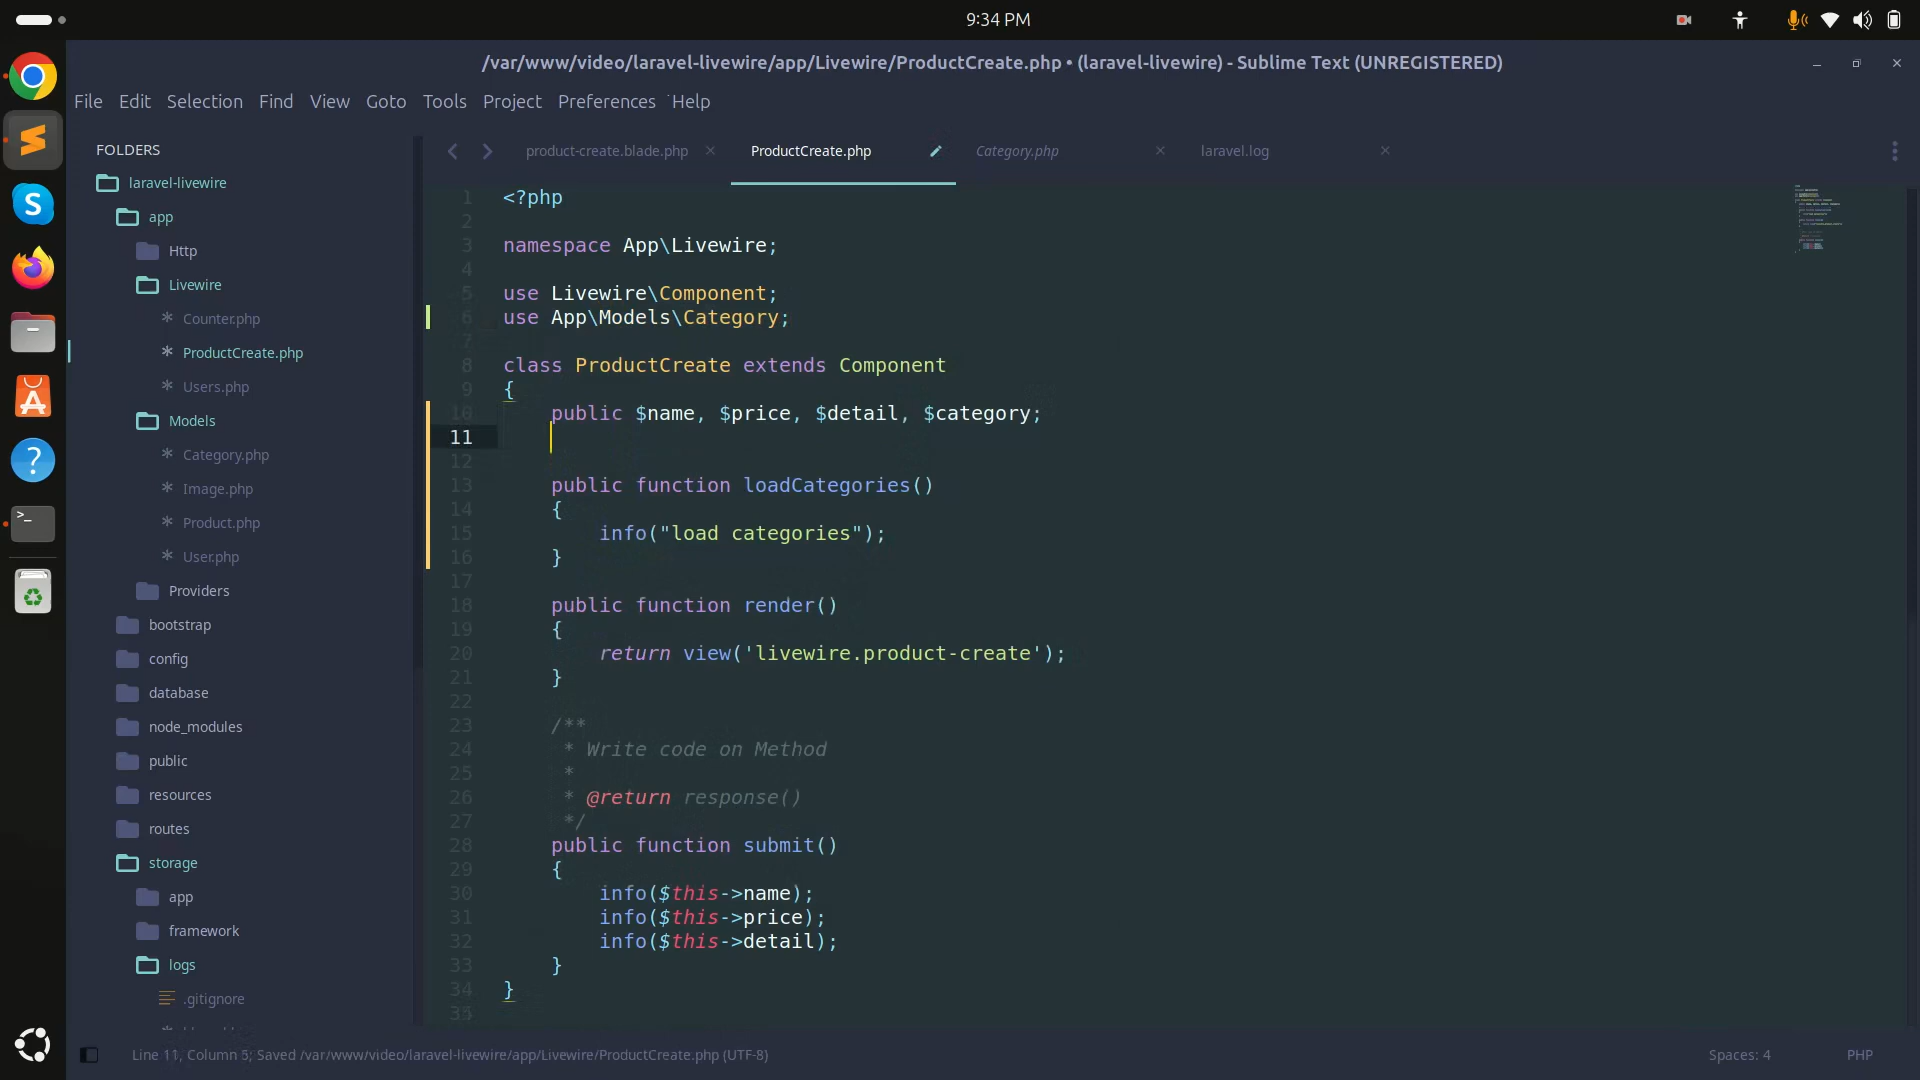 9:34 PM
/var/www/video/laravel-livewire/app/Livewire/ProductCreate.php • (laravel-livewire) - Sublime Text (UNREGISTERED)
File Edit Selection Find View Goto Tools Project Preferences Help
FOLDERS
laravel-livewire
app
Http
Livewire
Counter.php
ProductCreate.php
Users.php
Models
Category.php
Image.php
Product.php
User.php
Providers
bootstrap
config
database
node_modules
public
resources
routes
storage
app
framework
logs
.gitignore
product-create.blade.php ProductCreate.php Category.php laravel.log
1 <?php
2
3 namespace App\Livewire;
4
5 use Livewire\Component;
6 use App\Models\Category;
7
8 class ProductCreate extends Component
9 {
10     public $name, $price, $detail, $category;
11
12
13     public function loadCategories()
14     {
15         info("load categories");
16     }
17
18     public function render()
19     {
20         return view('livewire.product-create');
21     }
22
23     /**
24      * Write code on Method
25      *
26      * @return response()
27      */
28     public function submit()
29     {
30         info($this->name);
31         info($this->price);
32         info($this->detail);
33     }
34 }
35
Line 11, Column 5; Saved /var/www/video/laravel-livewire/app/Livewire/ProductCreate.php (UTF-8)
Spaces: 4
PHP